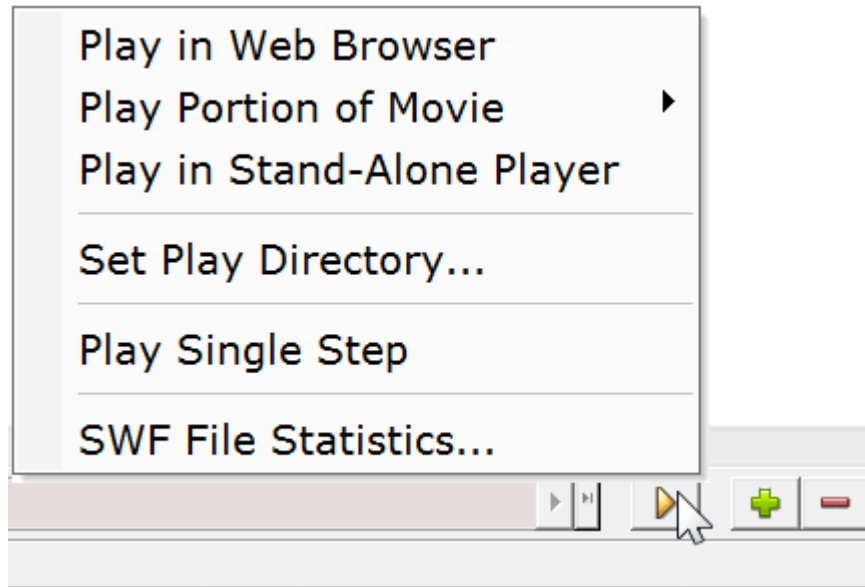 Play in Web Browser
Play Portion of Movie
Play in Stand-Alone Player
Set Play Directory...
Play Single Step
SWF File Statistics...